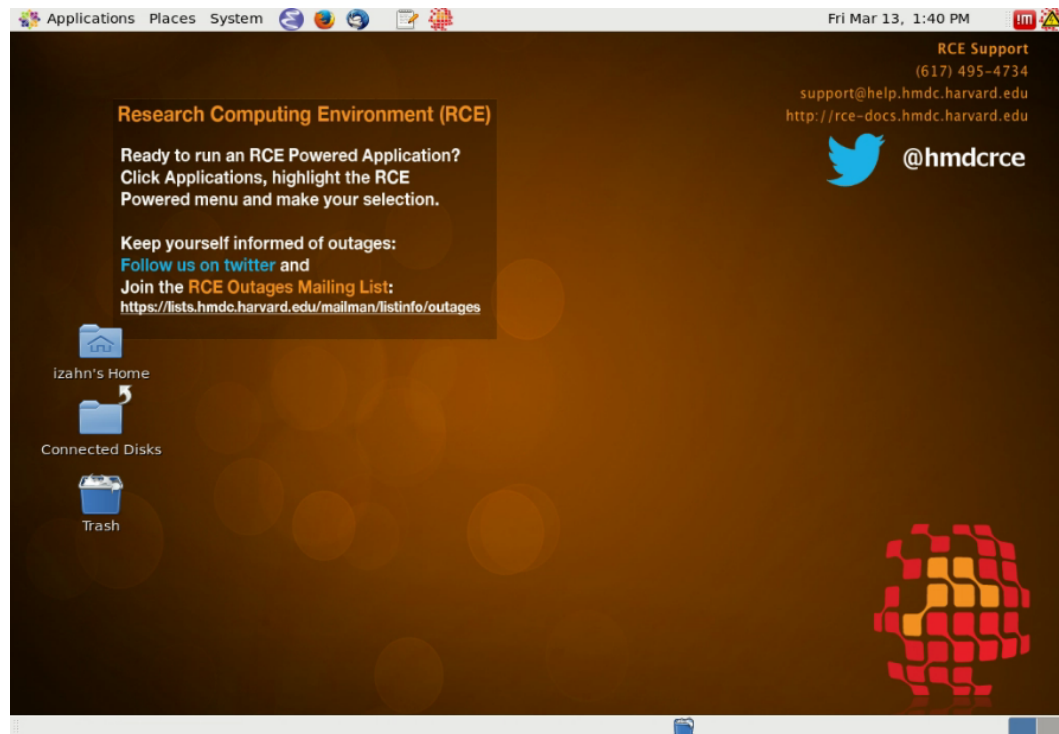 Applications Places System
Fri Mar 13, 1:40 PM
!m
RCE Support
(617) 495-4734
support@help.hmdc.harvard.edu
http://rce-docs.hmdc.harvard.edu
@hmdcrce
Research Computing Environment (RCE)
Ready to run an RCE Powered Application?
Click Applications, highlight the RCE
Powered menu and make your selection.
Keep yourself informed of outages:
Follow us on twitter and
Join the RCE Outages Mailing List:
https://lists.hmdc.harvard.edu/mailman/listinfo/outages
izahn's Home
Connected Disks
Trash